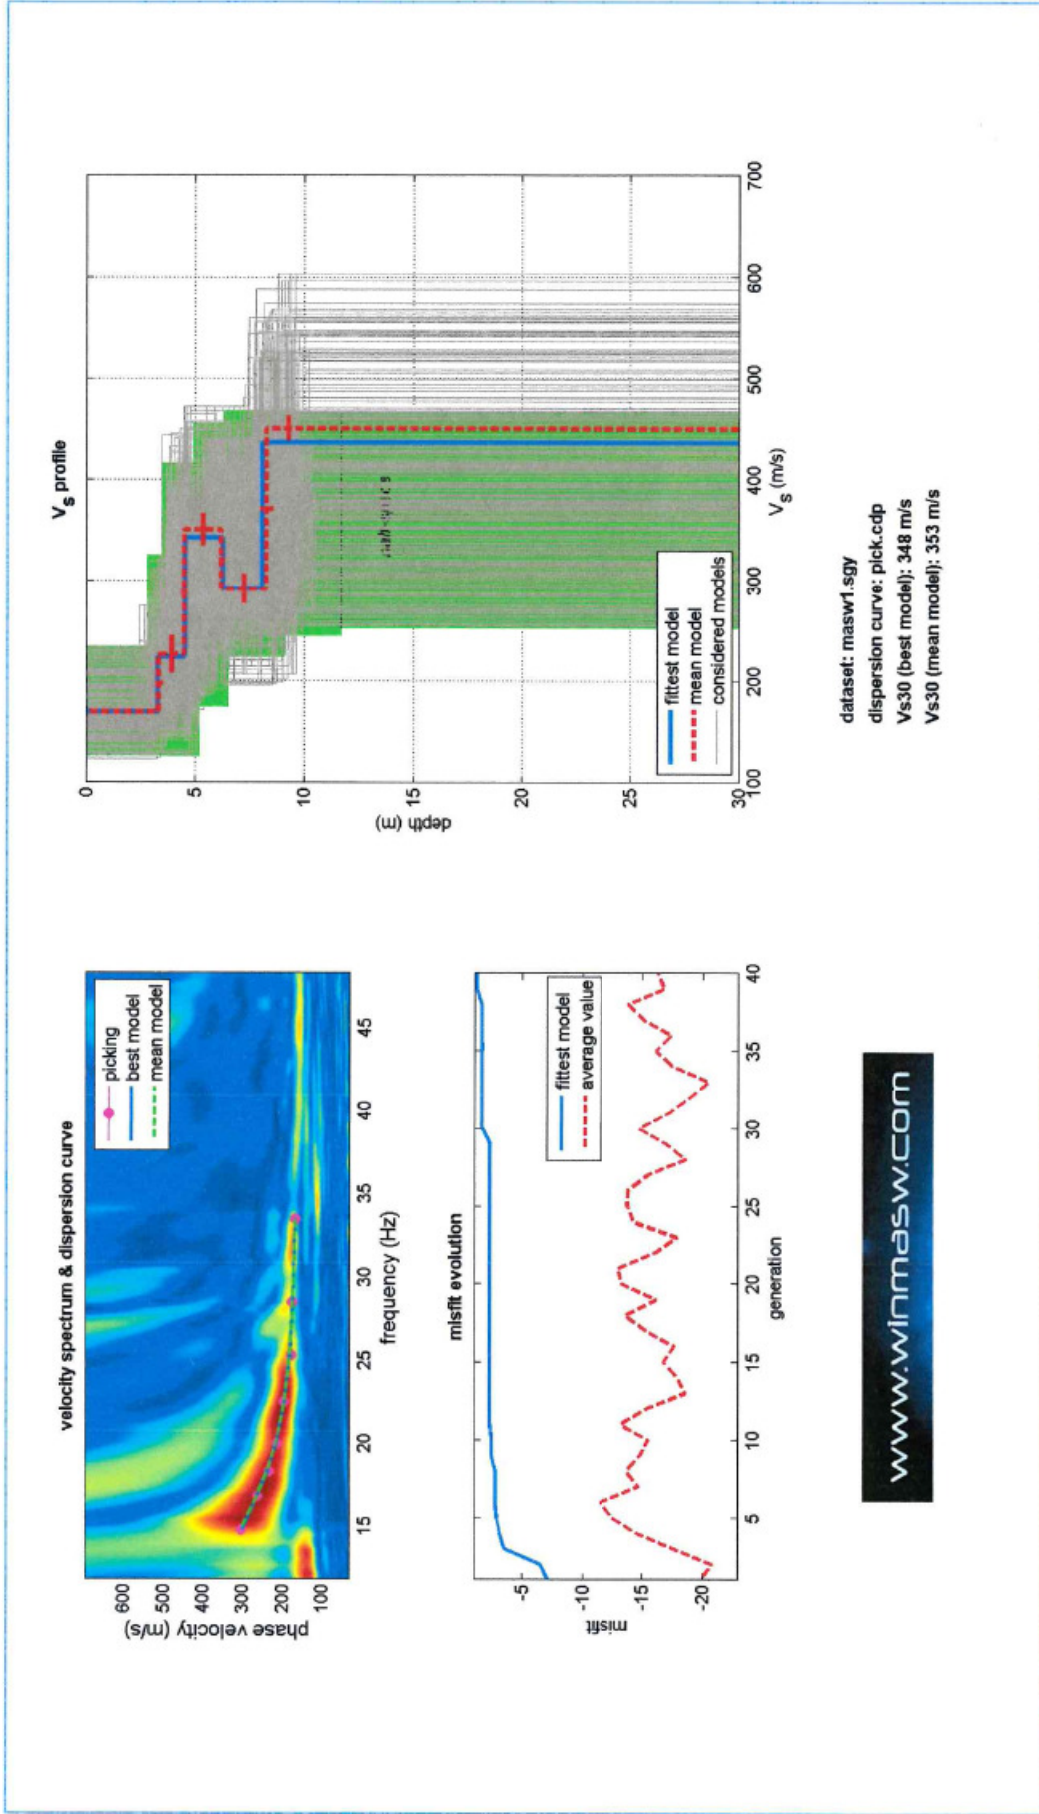 velocity spectrum & dispersion curve
picking
best model
mean model
phase velocity (m/s)
600
500
400
300
200
100
15
20
25
30
35
40
45
frequency (Hz)
misfit evolution
fittest model
average value
misfit
-5
-10
-15
-20
5
10
15
20
25
30
35
40
generation
www.winmasw.com
VS profile
depth (m)
0
5
10
15
20
25
30
100
200
300
400
500
600
700
VS (m/s)
fittest model
mean model
considered models
dataset: masw1.sgy
dispersion curve: pick.cdp
Vs30 (best model): 348 m/s
Vs30 (mean model): 353 m/s